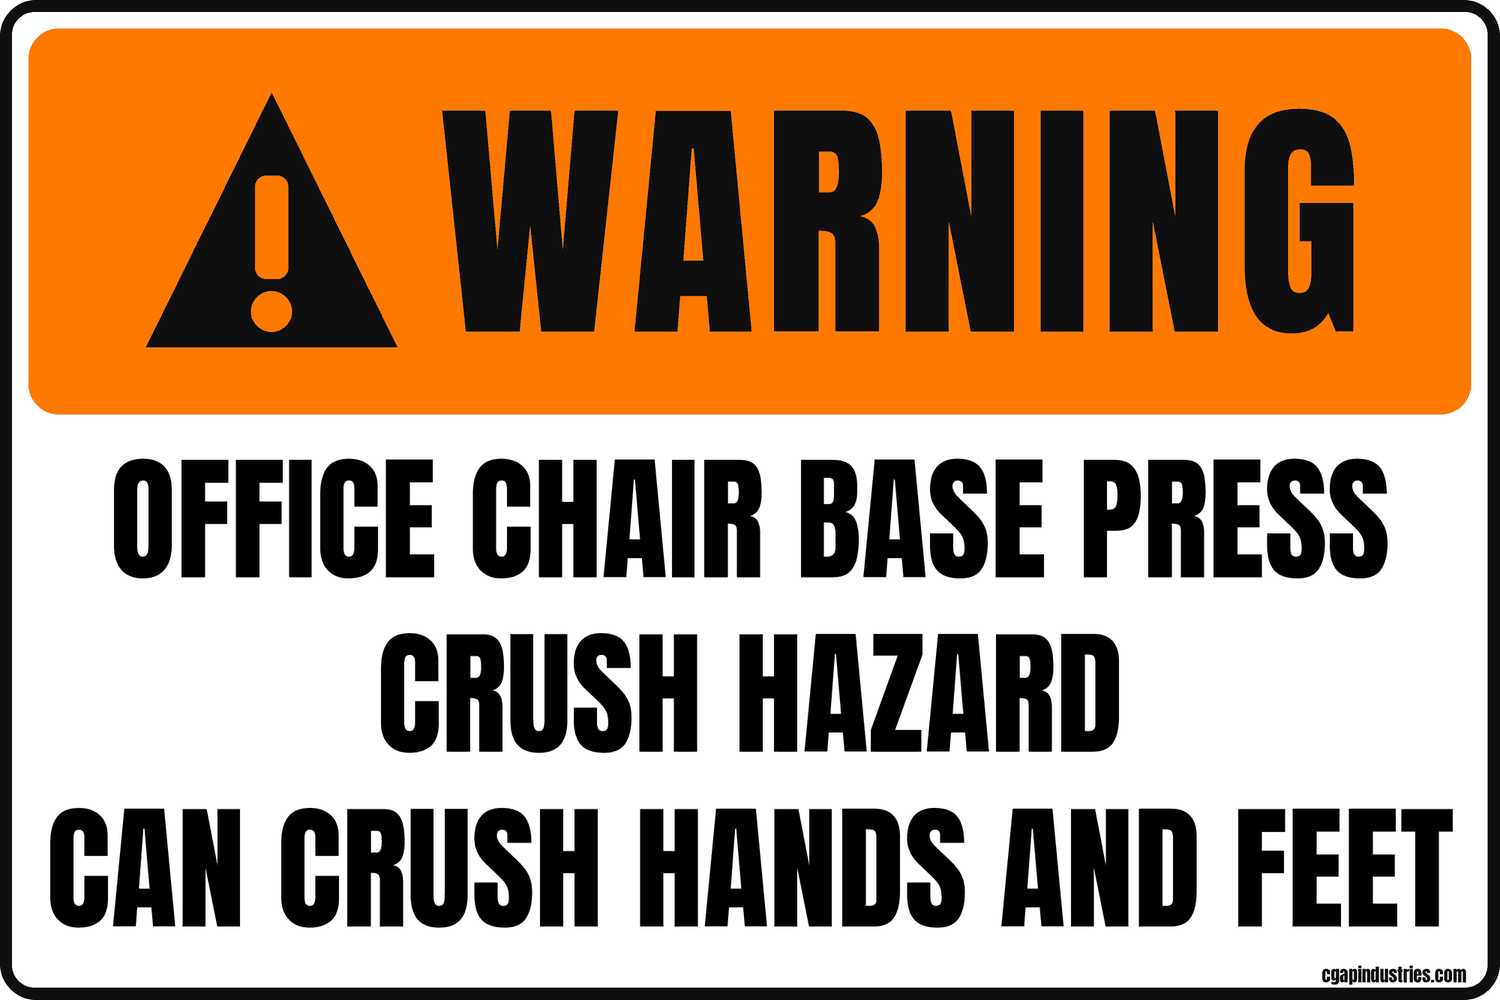 WARNING
OFFICE CHAIR BASE PRESS
CRUSH HAZARD
CAN CRUSH HANDS AND FEET
cgapindustries.com